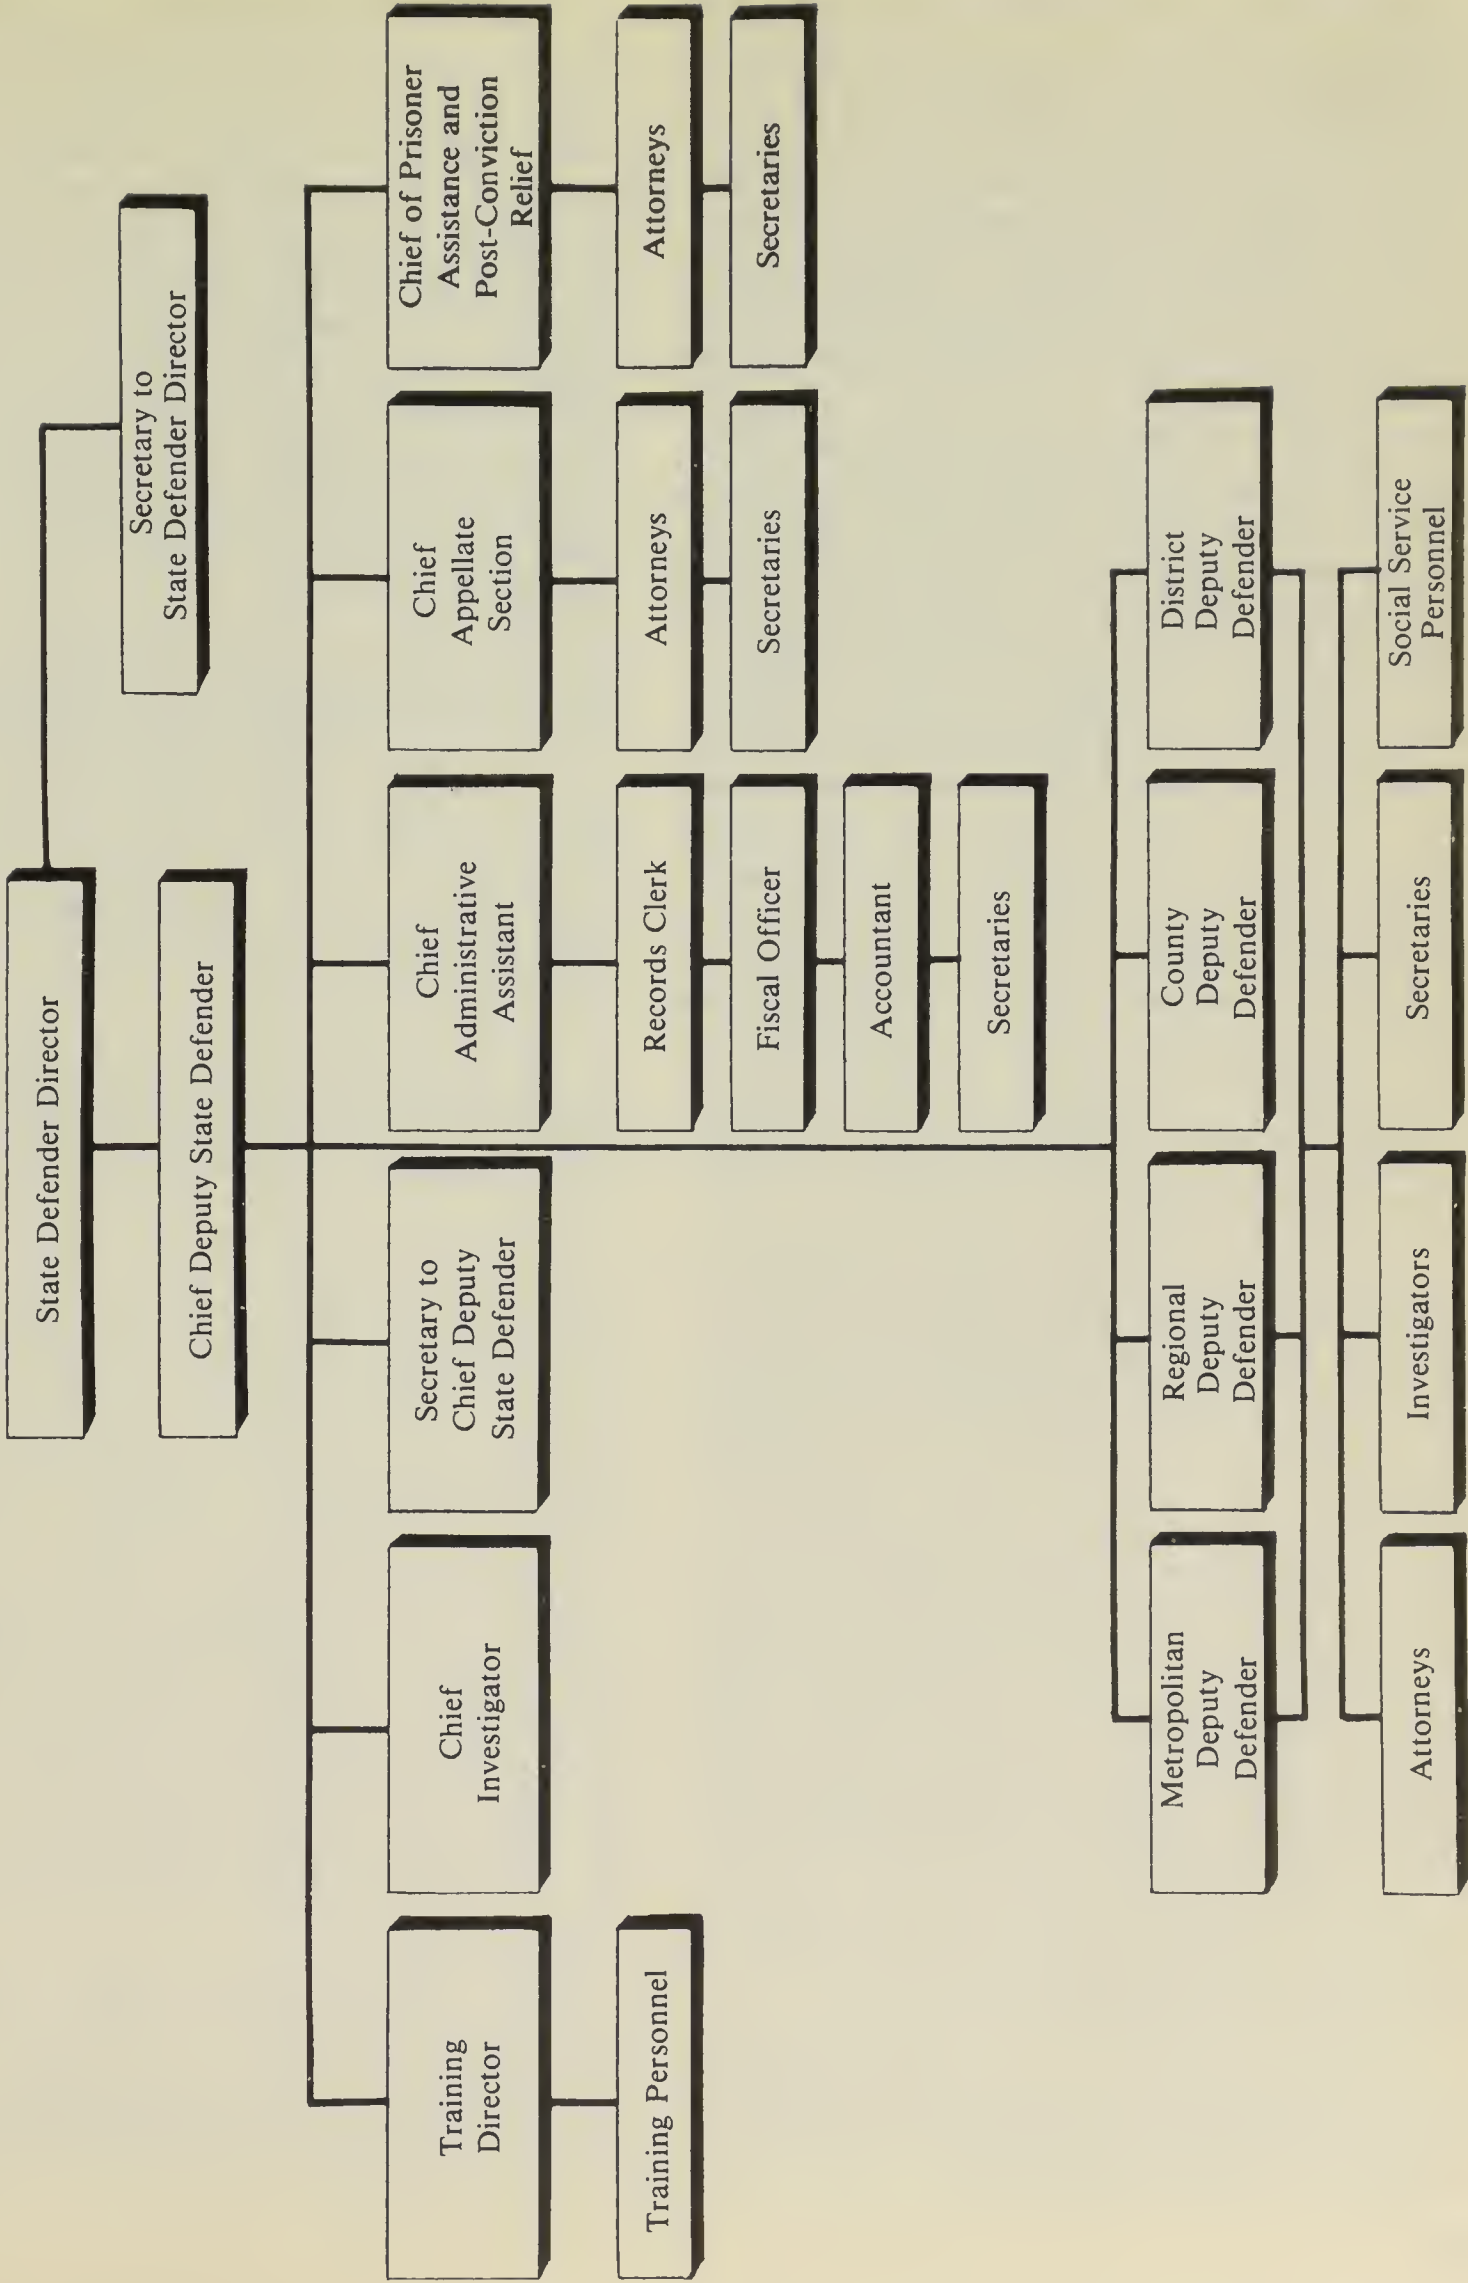 State Defender Director
Secretary to
State Defender Director
Chief Deputy State Defender
Training
Director
Chief
Investigator
Secretary to
Chief Deputy
State Defender
Chief
Administrative
Assistant
Chief
Appellate
Section
Chief of Prisoner
Assistance and
Post-Conviction
Relief
Training Personnel
Records Clerk
Attorneys
Attorneys
Fiscal Officer
Secretaries
Secretaries
Accountant
Secretaries
Metropolitan
Deputy
Defender
Regional
Deputy
Defender
County
Deputy
Defender
District
Deputy
Defender
Attorneys
Investigators
Secretaries
Social Service
Personnel